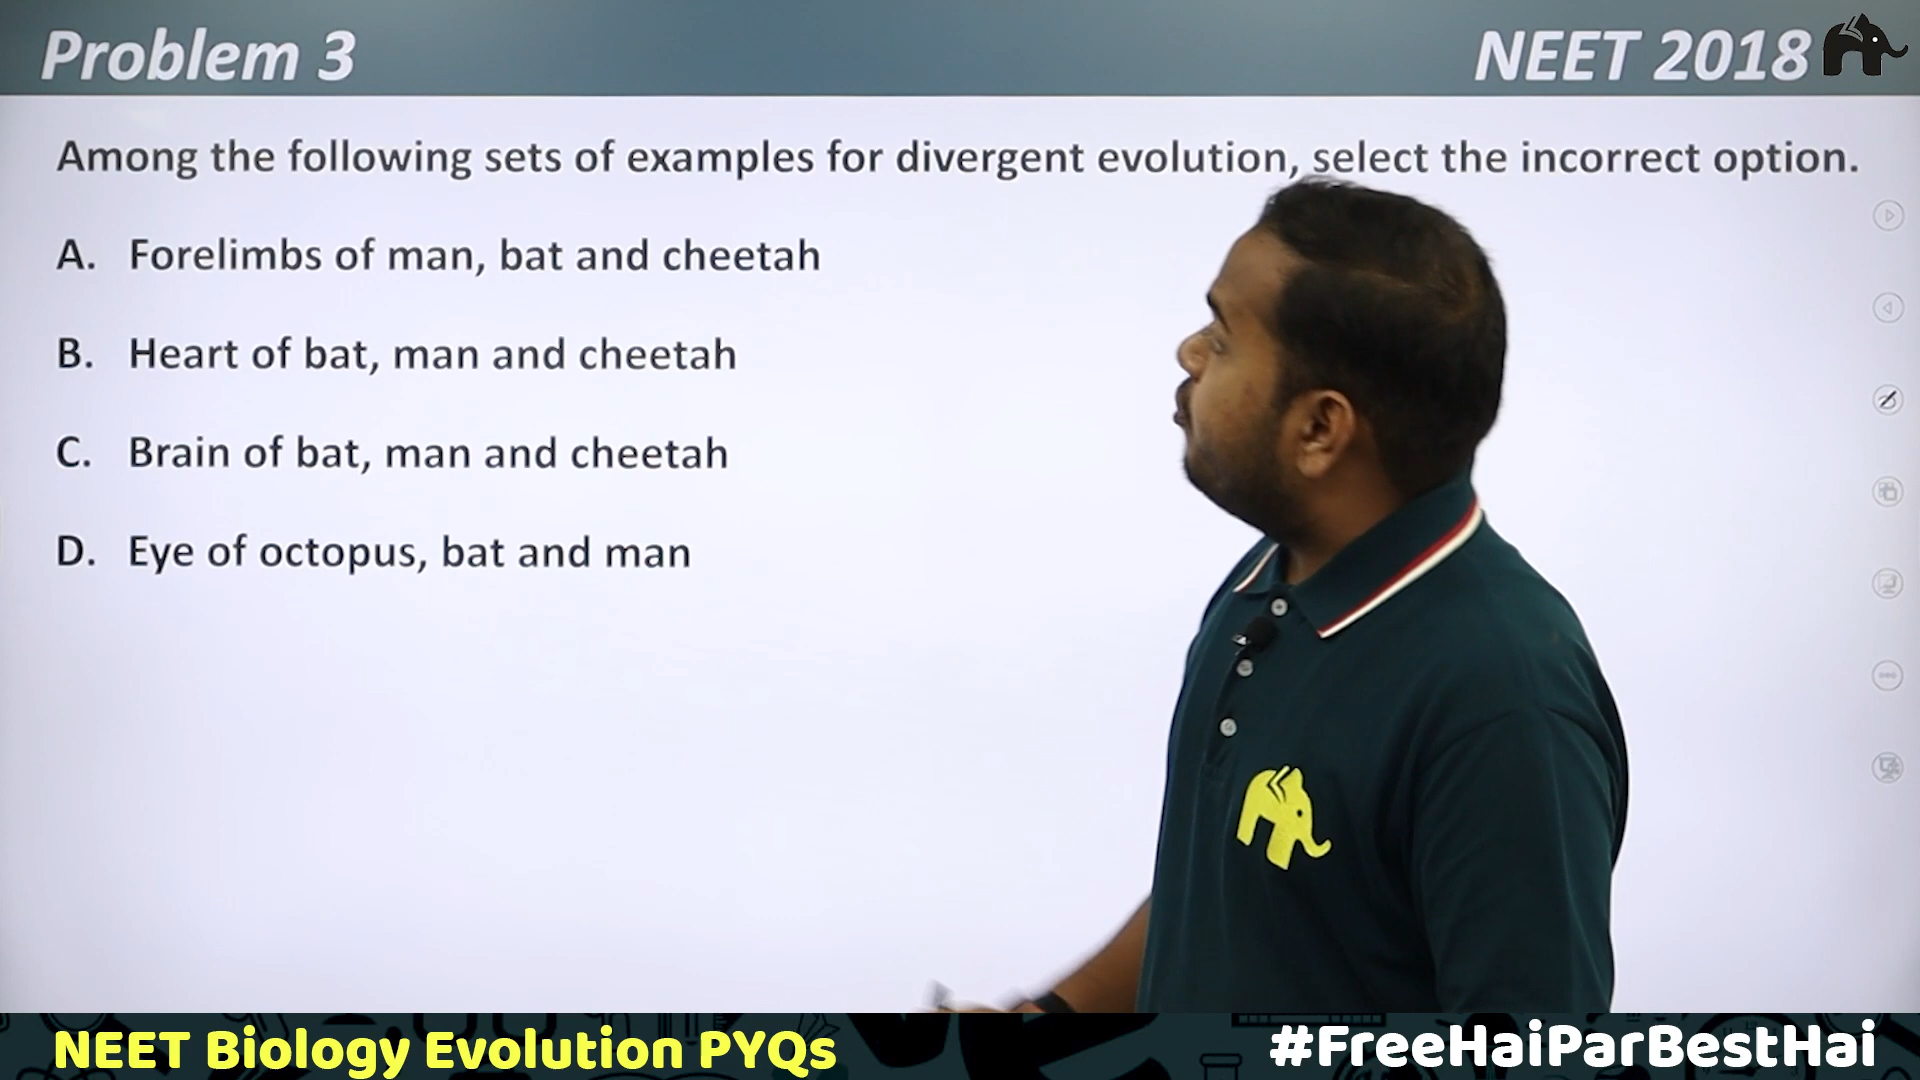 Problem 3
NEET 2018
Among the following sets of examples for divergent evolution, select the incorrect option.
A. Forelimbs of man, bat and cheetah
B. Heart of bat, man and cheetah
C. Brain of bat, man and cheetah
D. Eye of octopus, bat and man
NEET Biology Evolution PYQs
#FreeHaiParBestHai